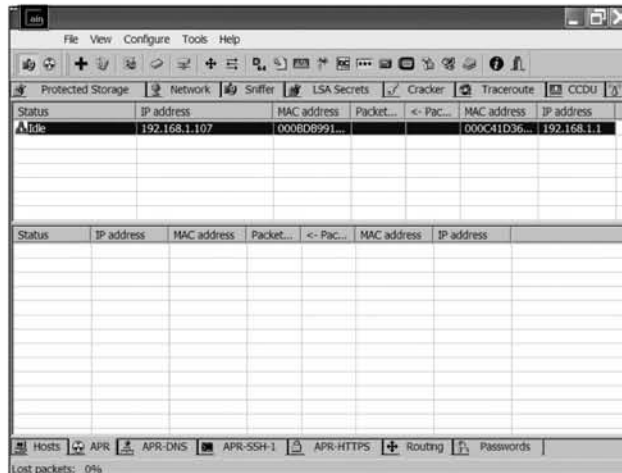 ain
File View Configure Tools Help
Protected Storage Network Sniffer LSA Secrets Cracker Traceroute CCDU
Status IP address MAC address Packet... <- Pac... MAC address IP address
Idle 192.168.1.107 000BDB991... 000C41D36... 192.168.1.1
Status IP address MAC address Packet... <- Pac... MAC address IP address
Hosts APR APR-DNS APR-SSH-1 APR-HTTPS Routing Passwords
Lost packets: 0%